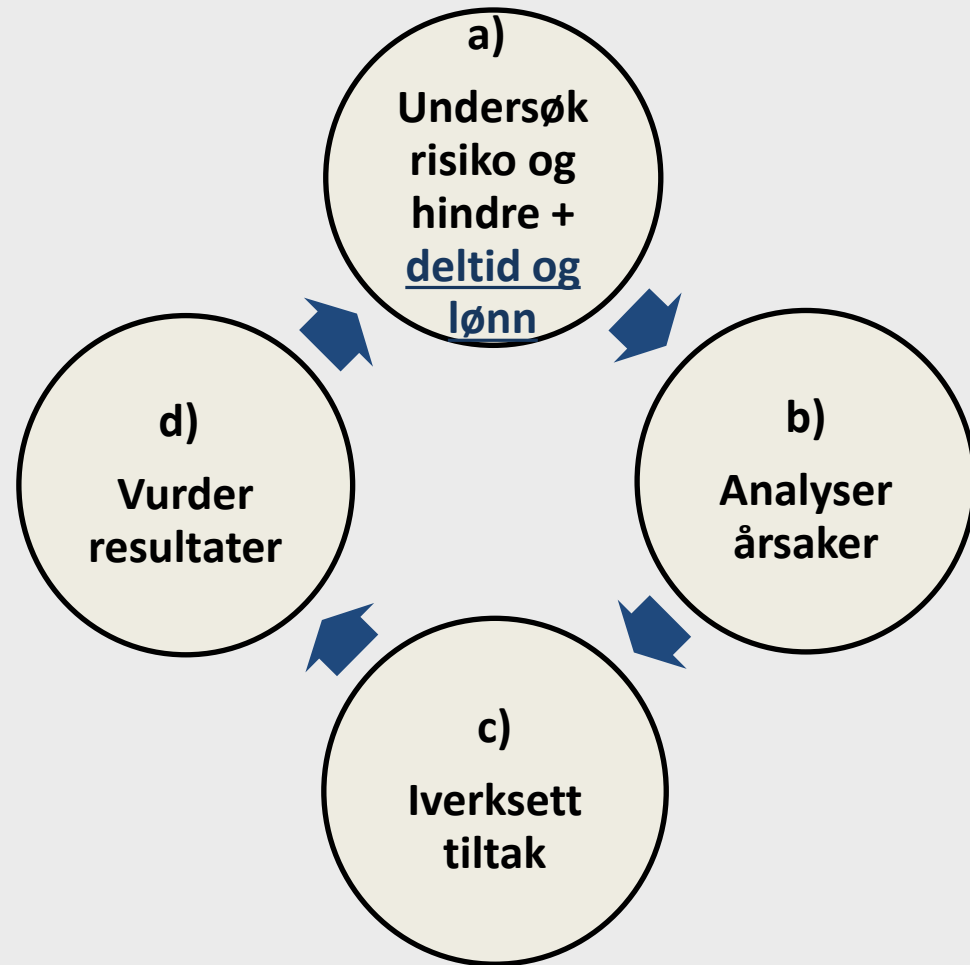 a)
Undersøk
risiko og
hindre +
deltid og
lønn
b)
Analyser
årsaker
c)
Iverksett
tiltak
d)
Vurder
resultater